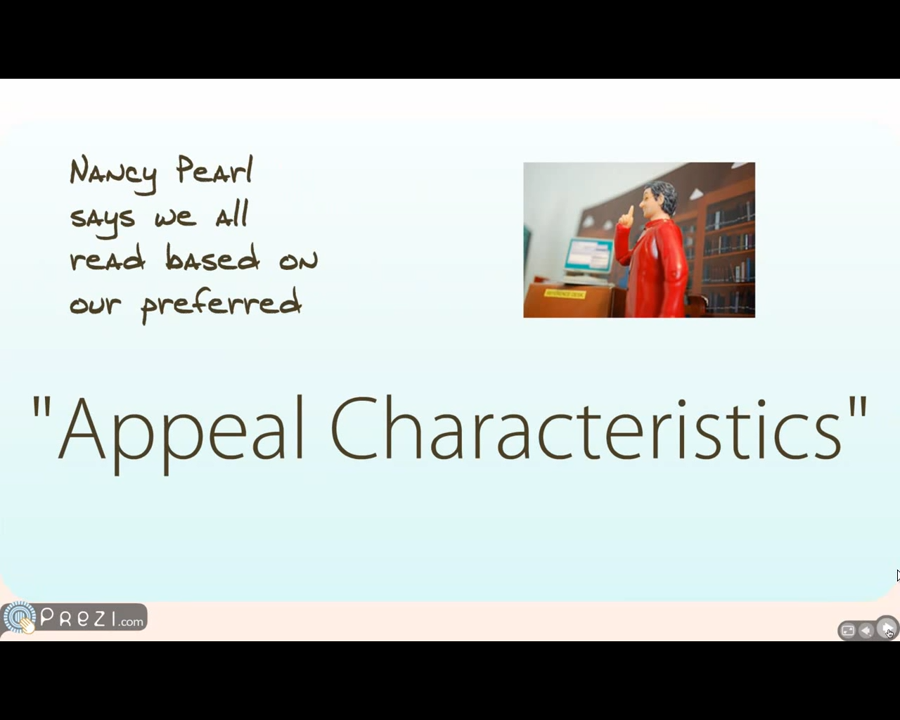 Nancy Pearl
says we all
read based on
our preferred
"Appeal Characteristics"
Prezi.com